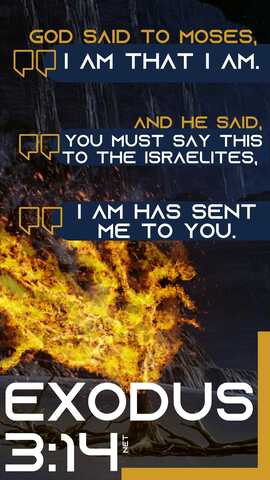 GOD SAID TO MOSES,
I AM THAT I AM.
AND HE SAID,
YOU MUST SAY THIS
TO THE ISRAELITES,
I AM HAS SENT
ME TO YOU.
EXODUS
3:14
NET